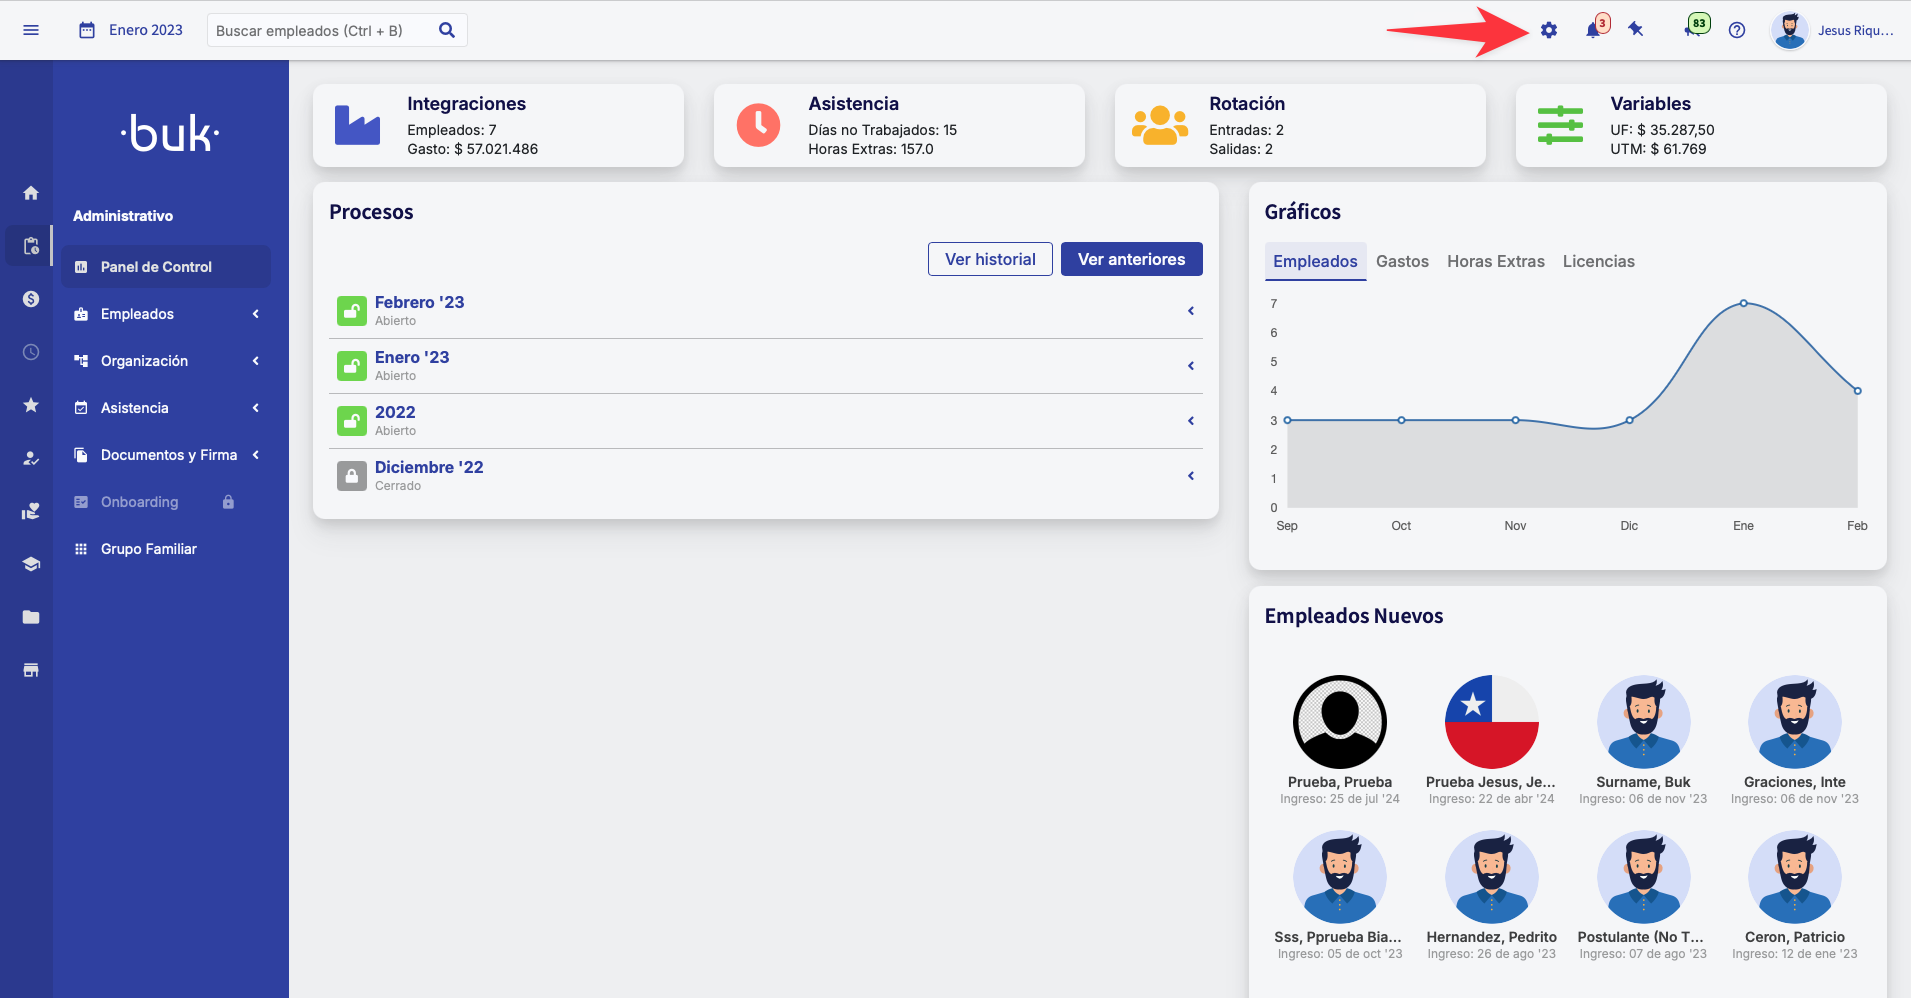 Enero 2023
Buscar empleados (Ctrl + B)
3
83
Jesus Riqu...
·buk·
Administrativo
Panel de Control
Empleados
Organización
Asistencia
Documentos y Firma
Onboarding
Grupo Familiar
Integraciones
Empleados: 7
Gasto: $ 57.021.486
Asistencia
Días no Trabajados: 15
Horas Extras: 157.0
Rotación
Entradas: 2
Salidas: 2
Variables
UF: $ 35.287,50
UTM: $ 61.769
Procesos
Ver historial
Ver anteriores
Febrero '23
Abierto
Enero '23
Abierto
2022
Abierto
Diciembre '22
Cerrado
Gráficos
Empleados Gastos Horas Extras Licencias
7
6
5
4
3
2
1
0
Sep Oct Nov Dic Ene Feb
Empleados Nuevos
Prueba, Prueba
Ingreso: 25 de jul '24
Prueba Jesus, Je...
Ingreso: 22 de abr '24
Surname, Buk
Ingreso: 06 de nov '23
Graciones, Inte
Ingreso: 06 de nov '23
Sss, Pprueba Bia...
Ingreso: 05 de oct '23
Hernandez, Pedrito
Ingreso: 26 de ago '23
Postulante (No T...
Ingreso: 07 de ago '23
Ceron, Patricio
Ingreso: 12 de ene '23